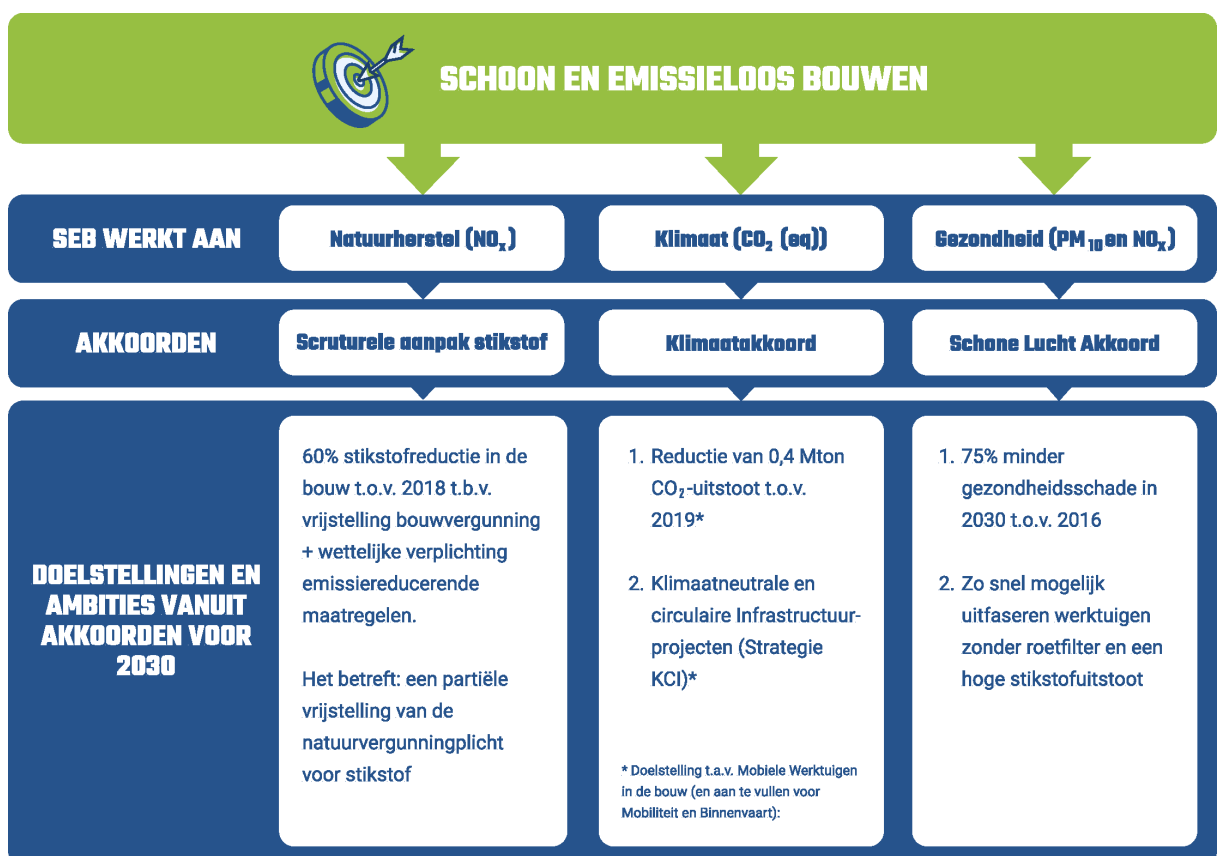 SCHOON EN EMISSIELOOS BOUWEN
SEB WERKT AAN
Natuurherstel (NOₓ)
Klimaat (CO₂ (eq))
Gezondheid (PM₁₀ en NOₓ)
AKKOORDEN
Scruturele aanpak stikstof
Klimaatakkoord
Schone Lucht Akkoord
DOELSTELLINGEN EN
AMBITIES VANUIT
AKKOORDEN VOOR
2030
60% stikstofreductie in de
bouw t.o.v. 2018 t.b.v.
vrijstelling bouwvergunning
+ wettelijke verplichting
emissiereducerende
maatregelen.
Het betreft: een partiële
vrijstelling van de
natuurvergunningplicht
voor stikstof
1. Reductie van 0,4 Mton
CO₂-uitstoot t.o.v.
2019*
2. Klimaatneutrale en
circulaire Infrastructuur-
projecten (Strategie
KCI)*
* Doelstelling t.a.v. Mobiele Werktuigen
in de bouw (en aan te vullen voor
Mobiliteit en Binnenvaart):
1. 75% minder
gezondheidsschade in
2030 t.o.v. 2016
2. Zo snel mogelijk
uitfaseren werktuigen
zonder roetfilter en een
hoge stikstofuitstoot